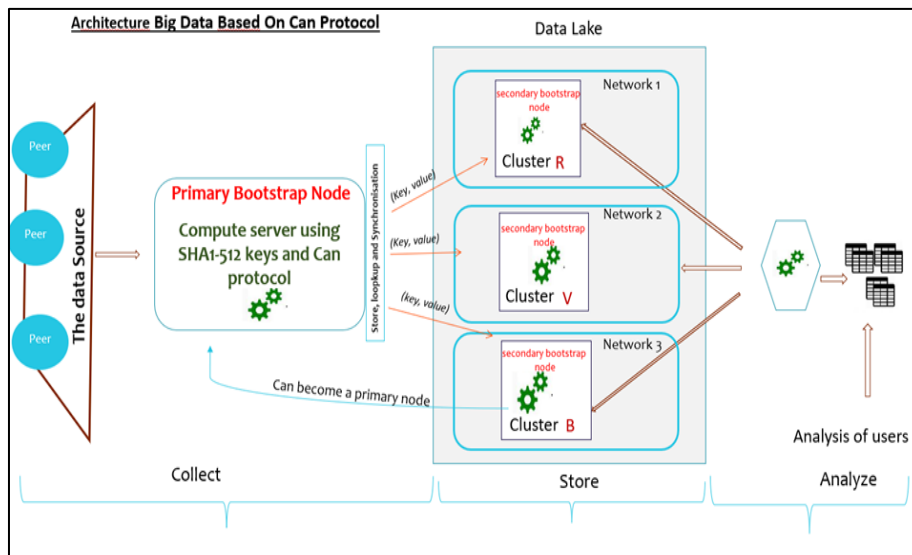 Architecture Big Data Based On Can Protocol
Data Lake
Peer
Peer
Peer
The data Source
Primary Bootstrap Node
Compute server using
SHA1-512 keys and Can
protocol
Store, loopkup and Synchronisation
(Key, value)
(Key, value)
(key, value)
Can become a primary node
Network 1
secondary bootstrap
node
Cluster R
Network 2
secondary bootstrap
node
Cluster V
Network 3
secondary bootstrap
node
Cluster B
Analysis of users
Collect
Store
Analyze